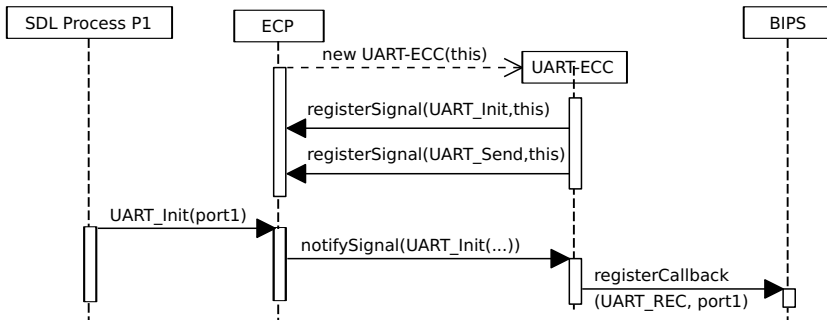 SDL Process P1
ECP
BIPS
new UART-ECC(this)
UART-ECC
registerSignal(UART_Init,this)
registerSignal(UART_Send,this)
UART_Init(port1)
notifySignal(UART_Init(...))
registerCallback
(UART_REC, port1)